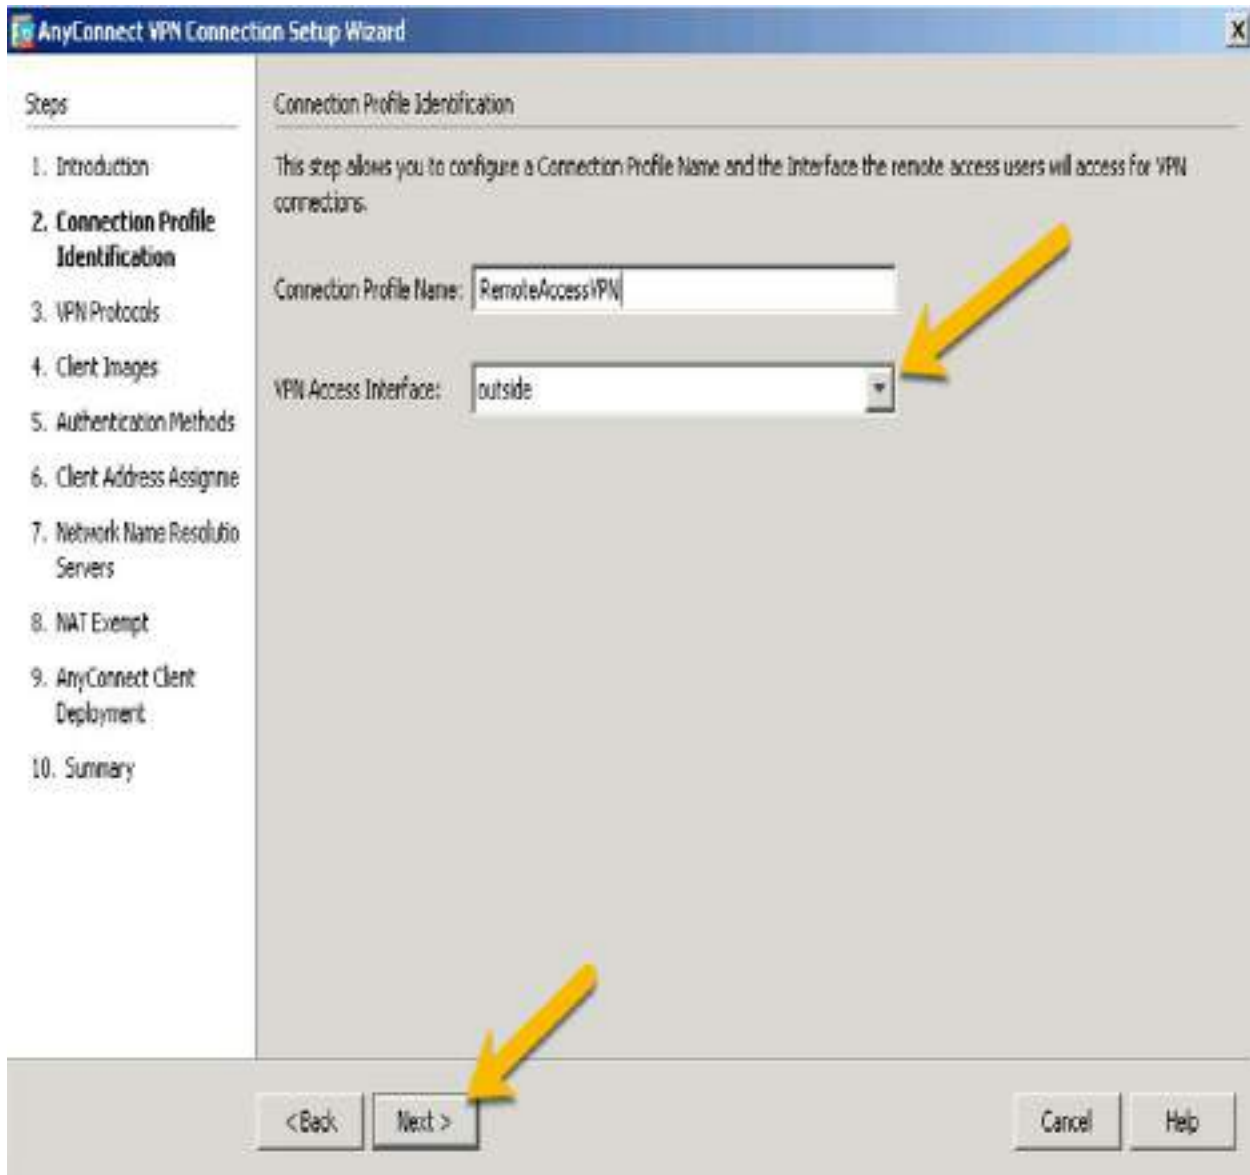 AnyConnect VPN Connection Setup Wizard
X
Steps
1. Introduction
2. Connection Profile
Identification
3. VPN Protocols
4. Client Images
5. Authentication Methods
6. Client Address Assignme
7. Network Name Resolutio
Servers
8. NAT Exempt
9. AnyConnect Client
Deployment
10. Summary
Connection Profile Identification
This step allows you to configure a Connection Profile Name and the Interface the remote access users will access for VPN
connections.
Connection Profile Name: RemoteAccessVPN
VPN Access Interface: outside
< Back Next > Cancel Help